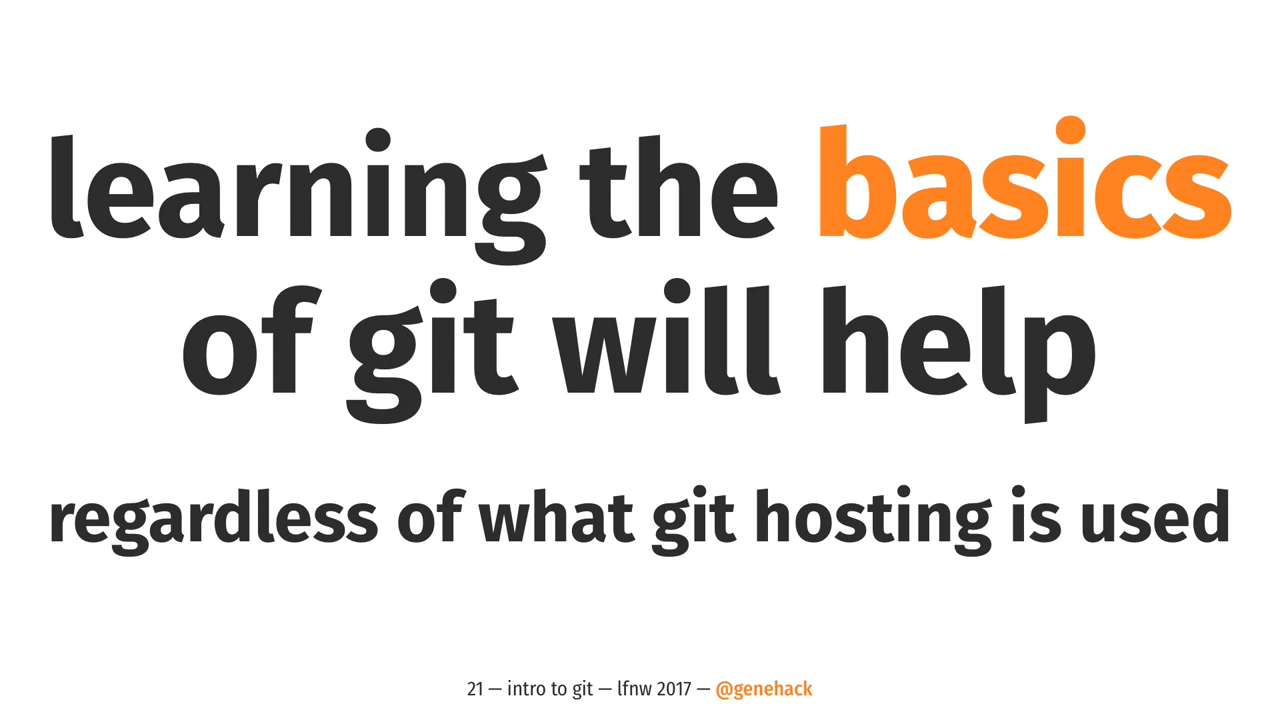 learning the basics
of git will help
regardless of what git hosting is used
21 — intro to git — lfnw 2017 — @genehack